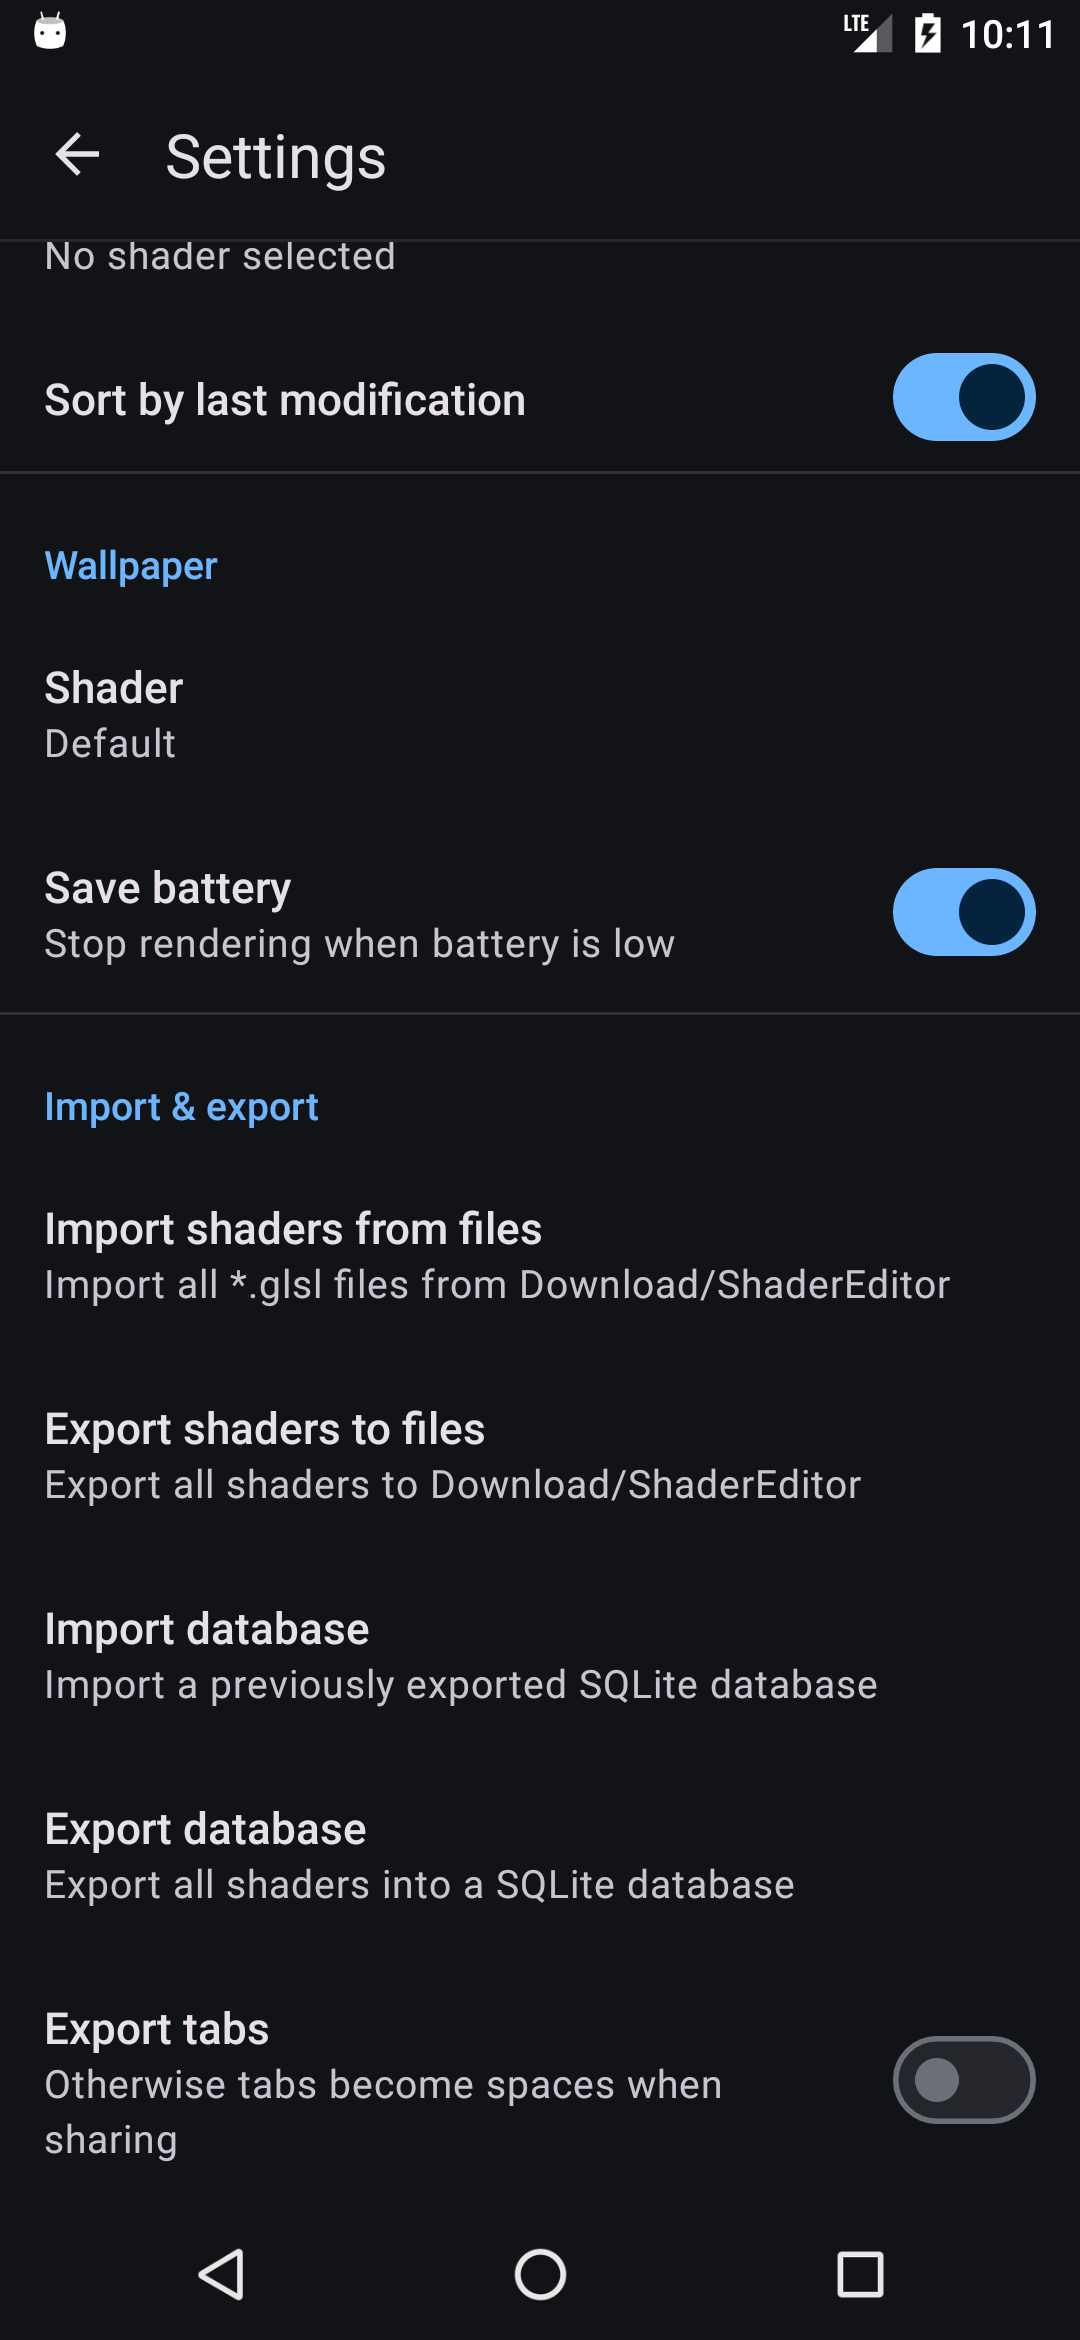 LTE 10:11
Settings
No shader selected
Sort by last modification
Wallpaper
Shader
Default
Save battery
Stop rendering when battery is low
Import & export
Import shaders from files
Import all *.glsl files from Download/ShaderEditor
Export shaders to files
Export all shaders to Download/ShaderEditor
Import database
Import a previously exported SQLite database
Export database
Export all shaders into a SQLite database
Export tabs
Otherwise tabs become spaces when
sharing